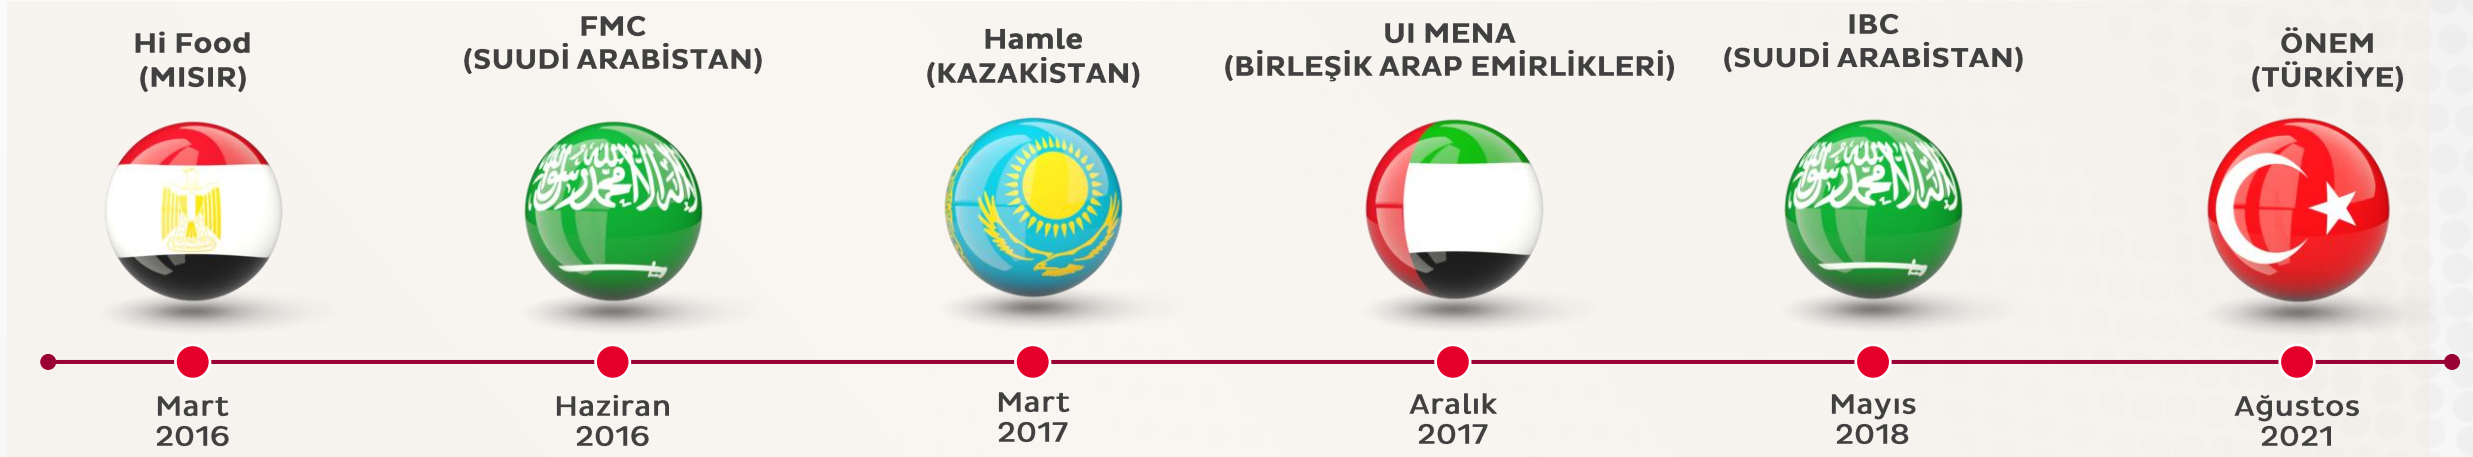 Hi Food
(MISIR)
FMC
(SUUDİ ARABİSTAN)
Hamle
(KAZAKİSTAN)
UI MENA
(BİRLEŞİK ARAP EMİRLİKLERİ)
IBC
(SUUDİ ARABİSTAN)
ÖNEM
(TÜRKİYE)
Mart
2016
Haziran
2016
Mart
2017
Aralık
2017
Mayıs
2018
Ağustos
2021